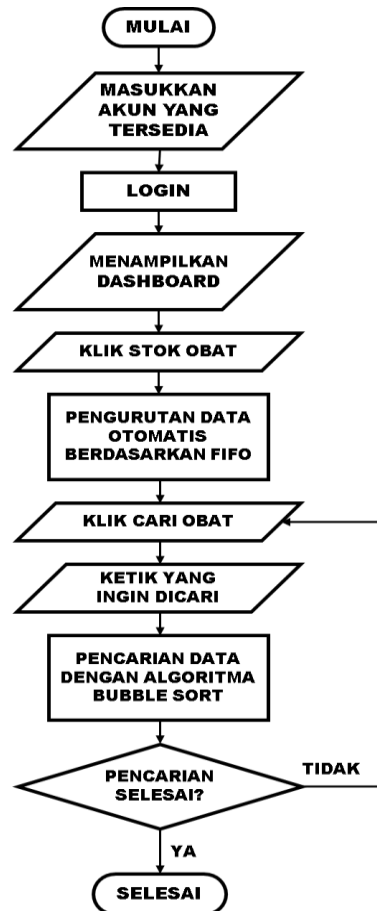 MULAI
MASUKKAN
AKUN YANG
TERSEDIA
LOGIN
MENAMPILKAN
DASHBOARD
KLIK STOK OBAT
PENGURUTAN DATA
OTOMATIS
BERDASARKAN FIFO
KLIK CARI OBAT
KETIK YANG
INGIN DICARI
PENCARIAN DATA
DENGAN ALGORITMA
BUBBLE SORT
PENCARIAN
SELESAI?
TIDAK
YA
SELESAI